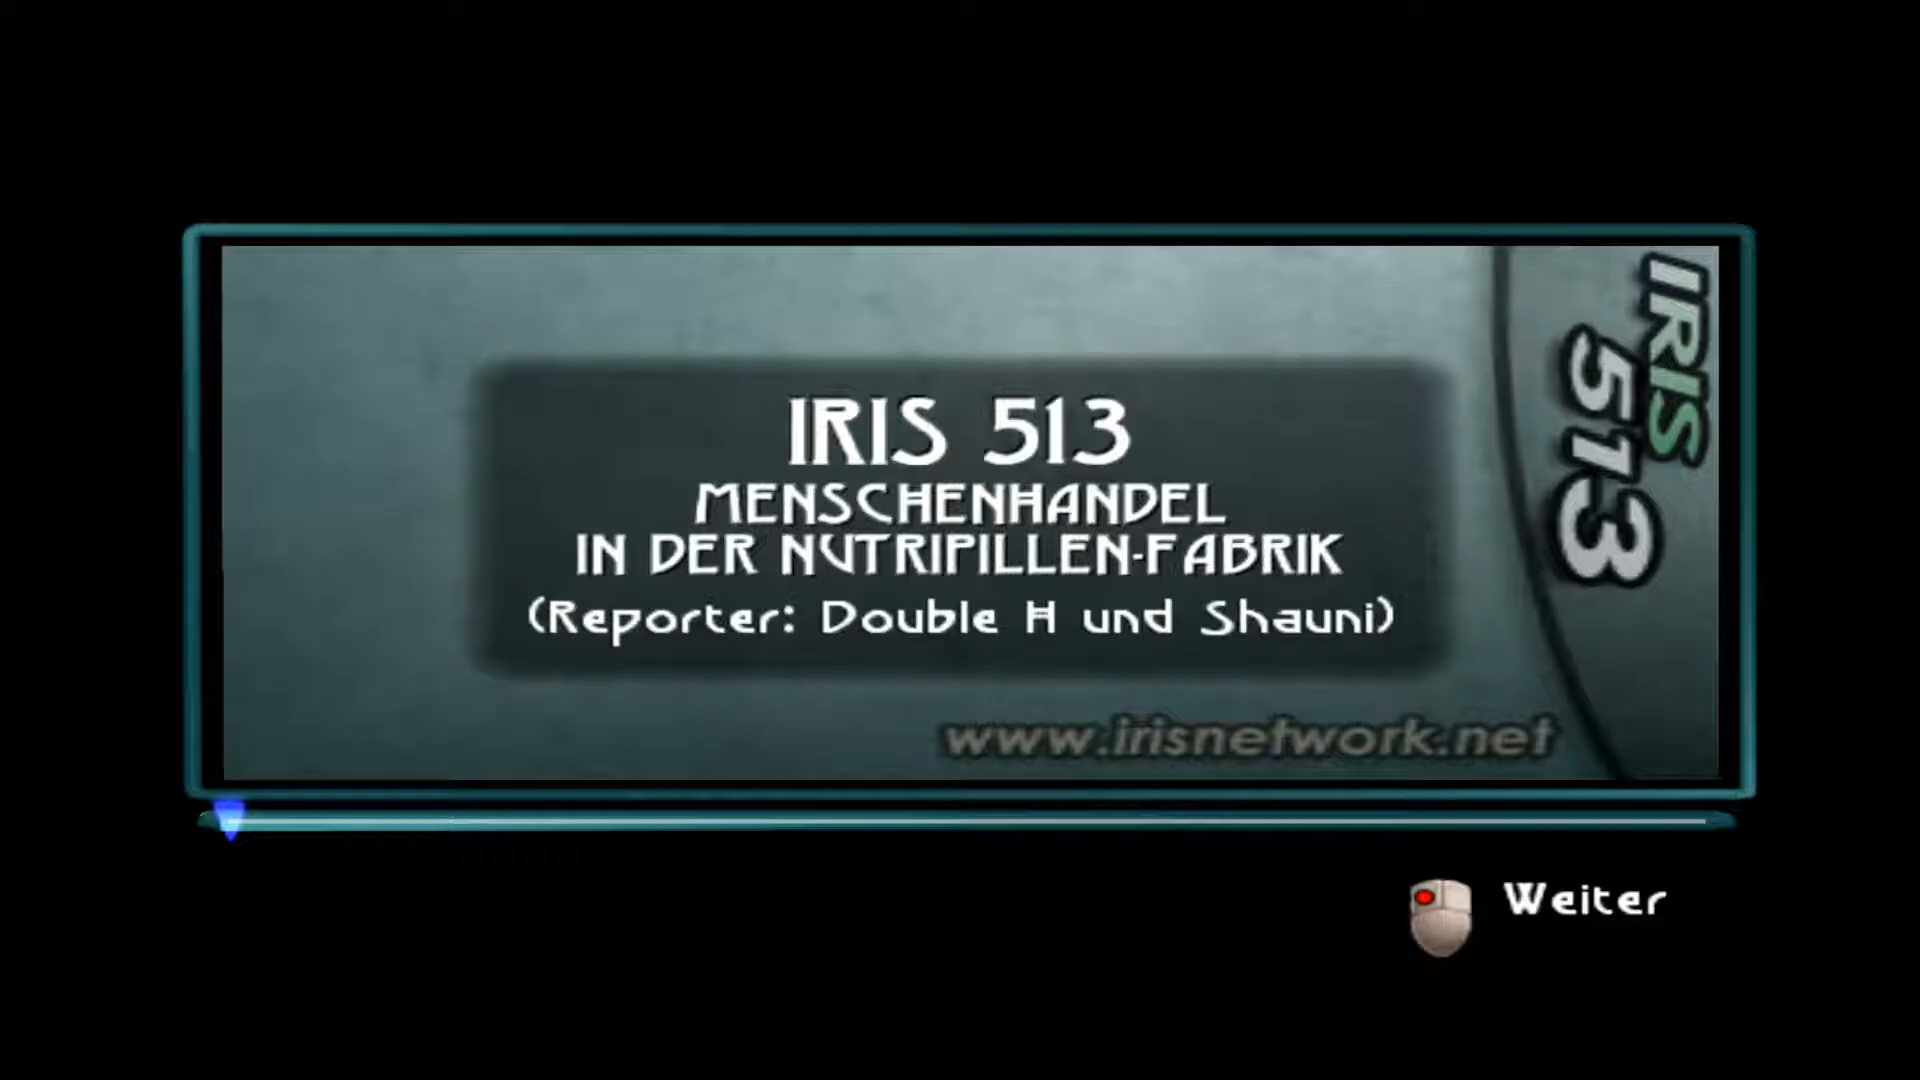 IRIS 513
MENSCHENHANDEL
IN DER NUTRIPILLEN-FABRIK
(Reporter: Double H und Shauni)
www.irisnetwork.net
IRIS
513
Weiter